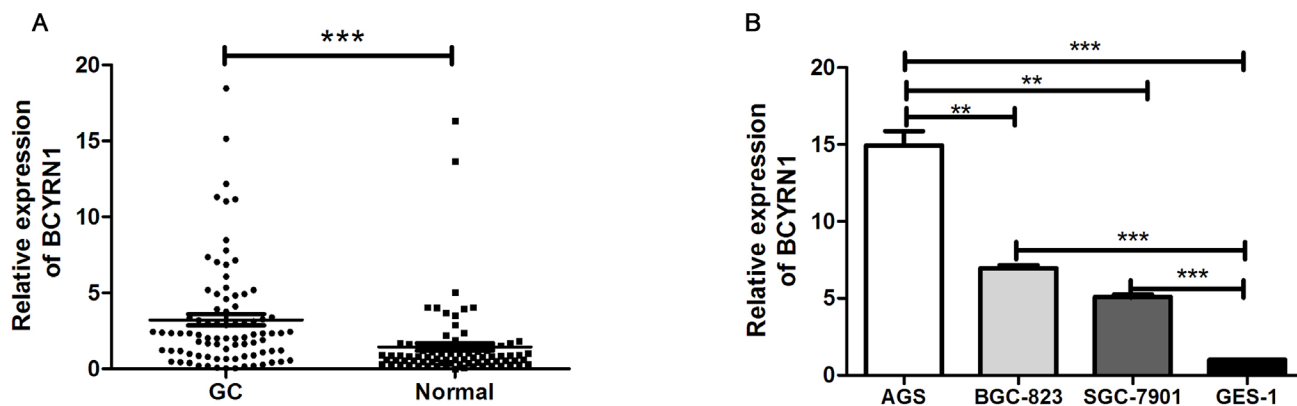 A
Relative expression
of BCYRN1
20
15
10
5
0
***
GC
Normal
B
Relative expression
of BCYRN1
20
15
10
5
0
***
**
**
***
***
AGS
BGC-823
SGC-7901
GES-1